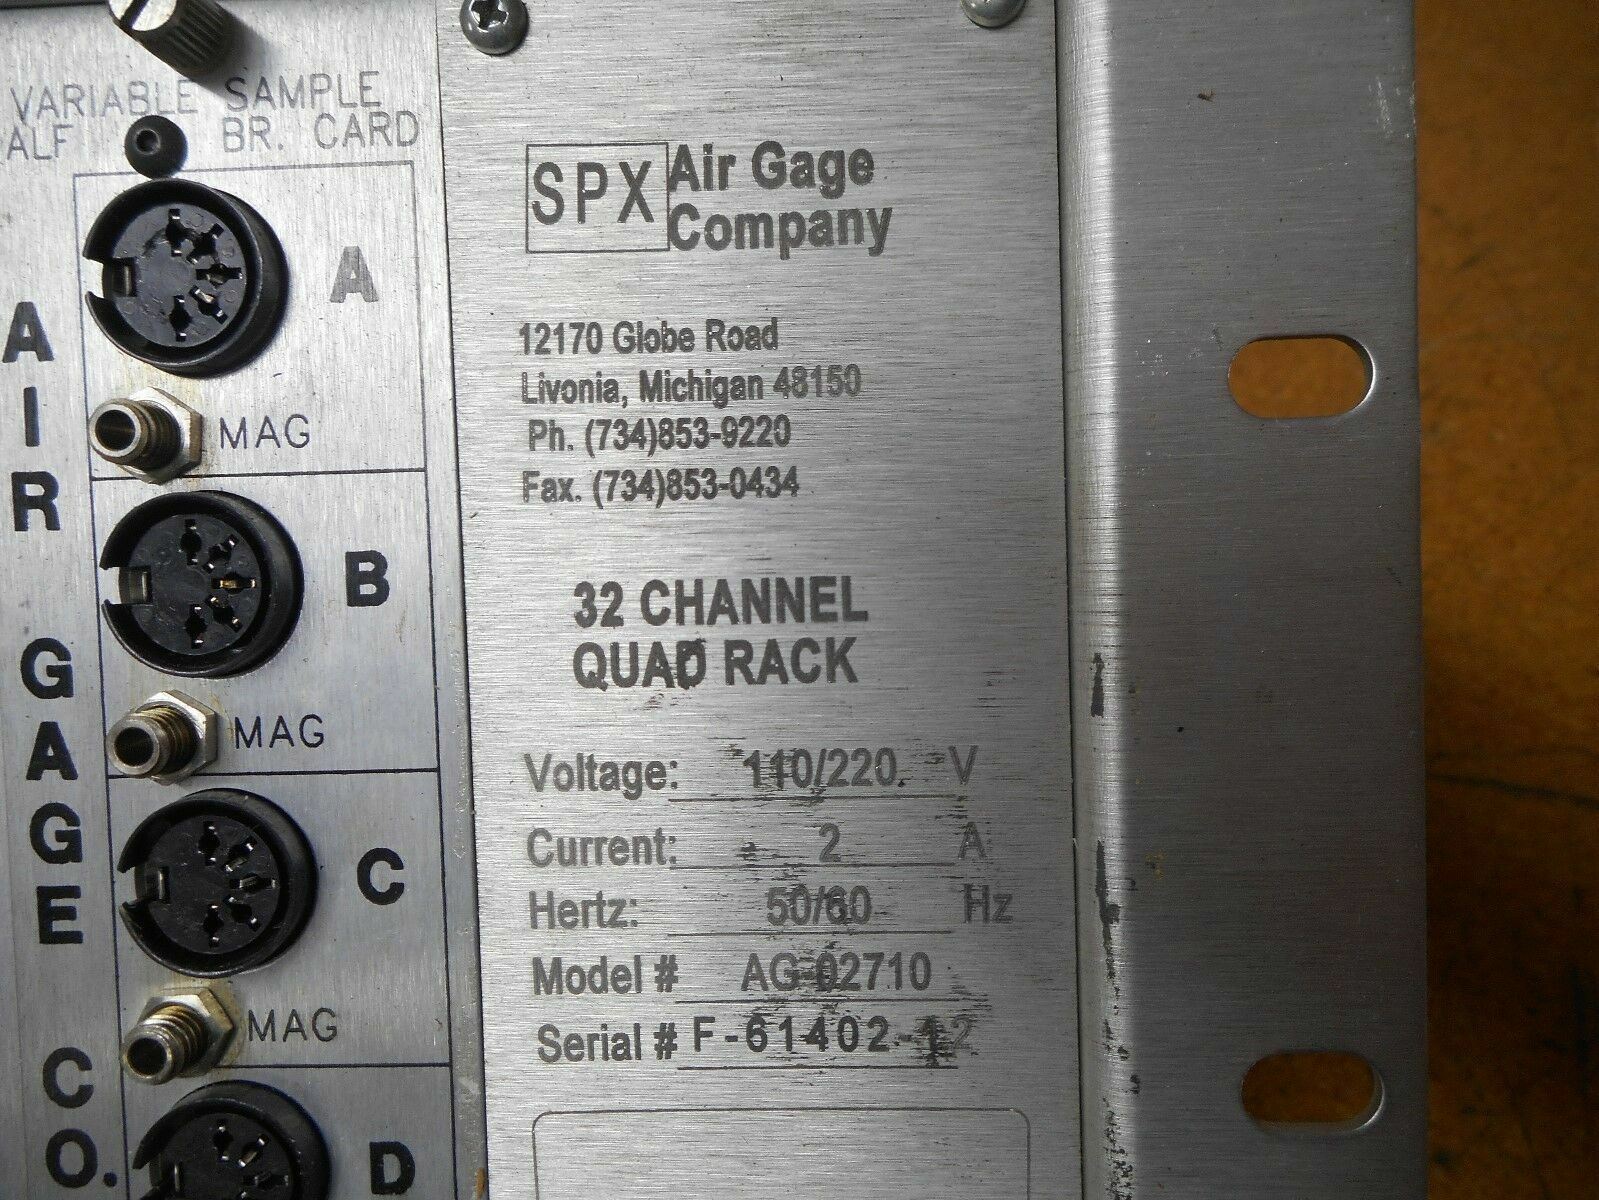 VARIABLE SAMPLE
ALF BR. CARD
A
MAG
B
MAG
C
MAG
D
AIR GAGE CO.
SPX Air Gage
Company
12170 Globe Road
Livonia, Michigan 48150
Ph. (734)853-9220
Fax. (734)853-0434
32 CHANNEL
QUAD RACK
Voltage: 110/220 V
Current: 2 A
Hertz: 50/60 Hz
Model # AG-02710
Serial # F-61402-12